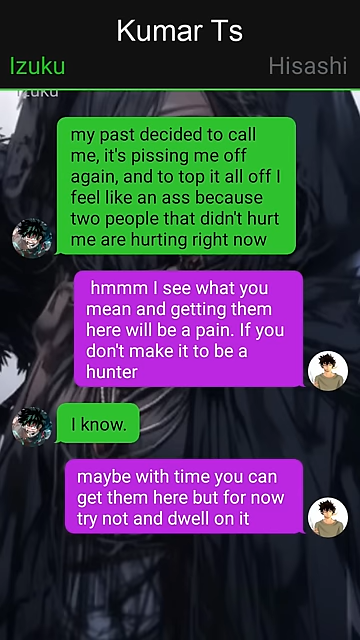 Kumar Ts
Izuku Hisashi
Izuku
my past decided to call
me, it's pissing me off
again, and to top it all off I
feel like an ass because
two people that didn't hurt
me are hurting right now
hmmm I see what you
mean and getting them
here will be a pain. If you
don't make it to be a
hunter
I know.
maybe with time you can
get them here but for now
try not and dwell on it